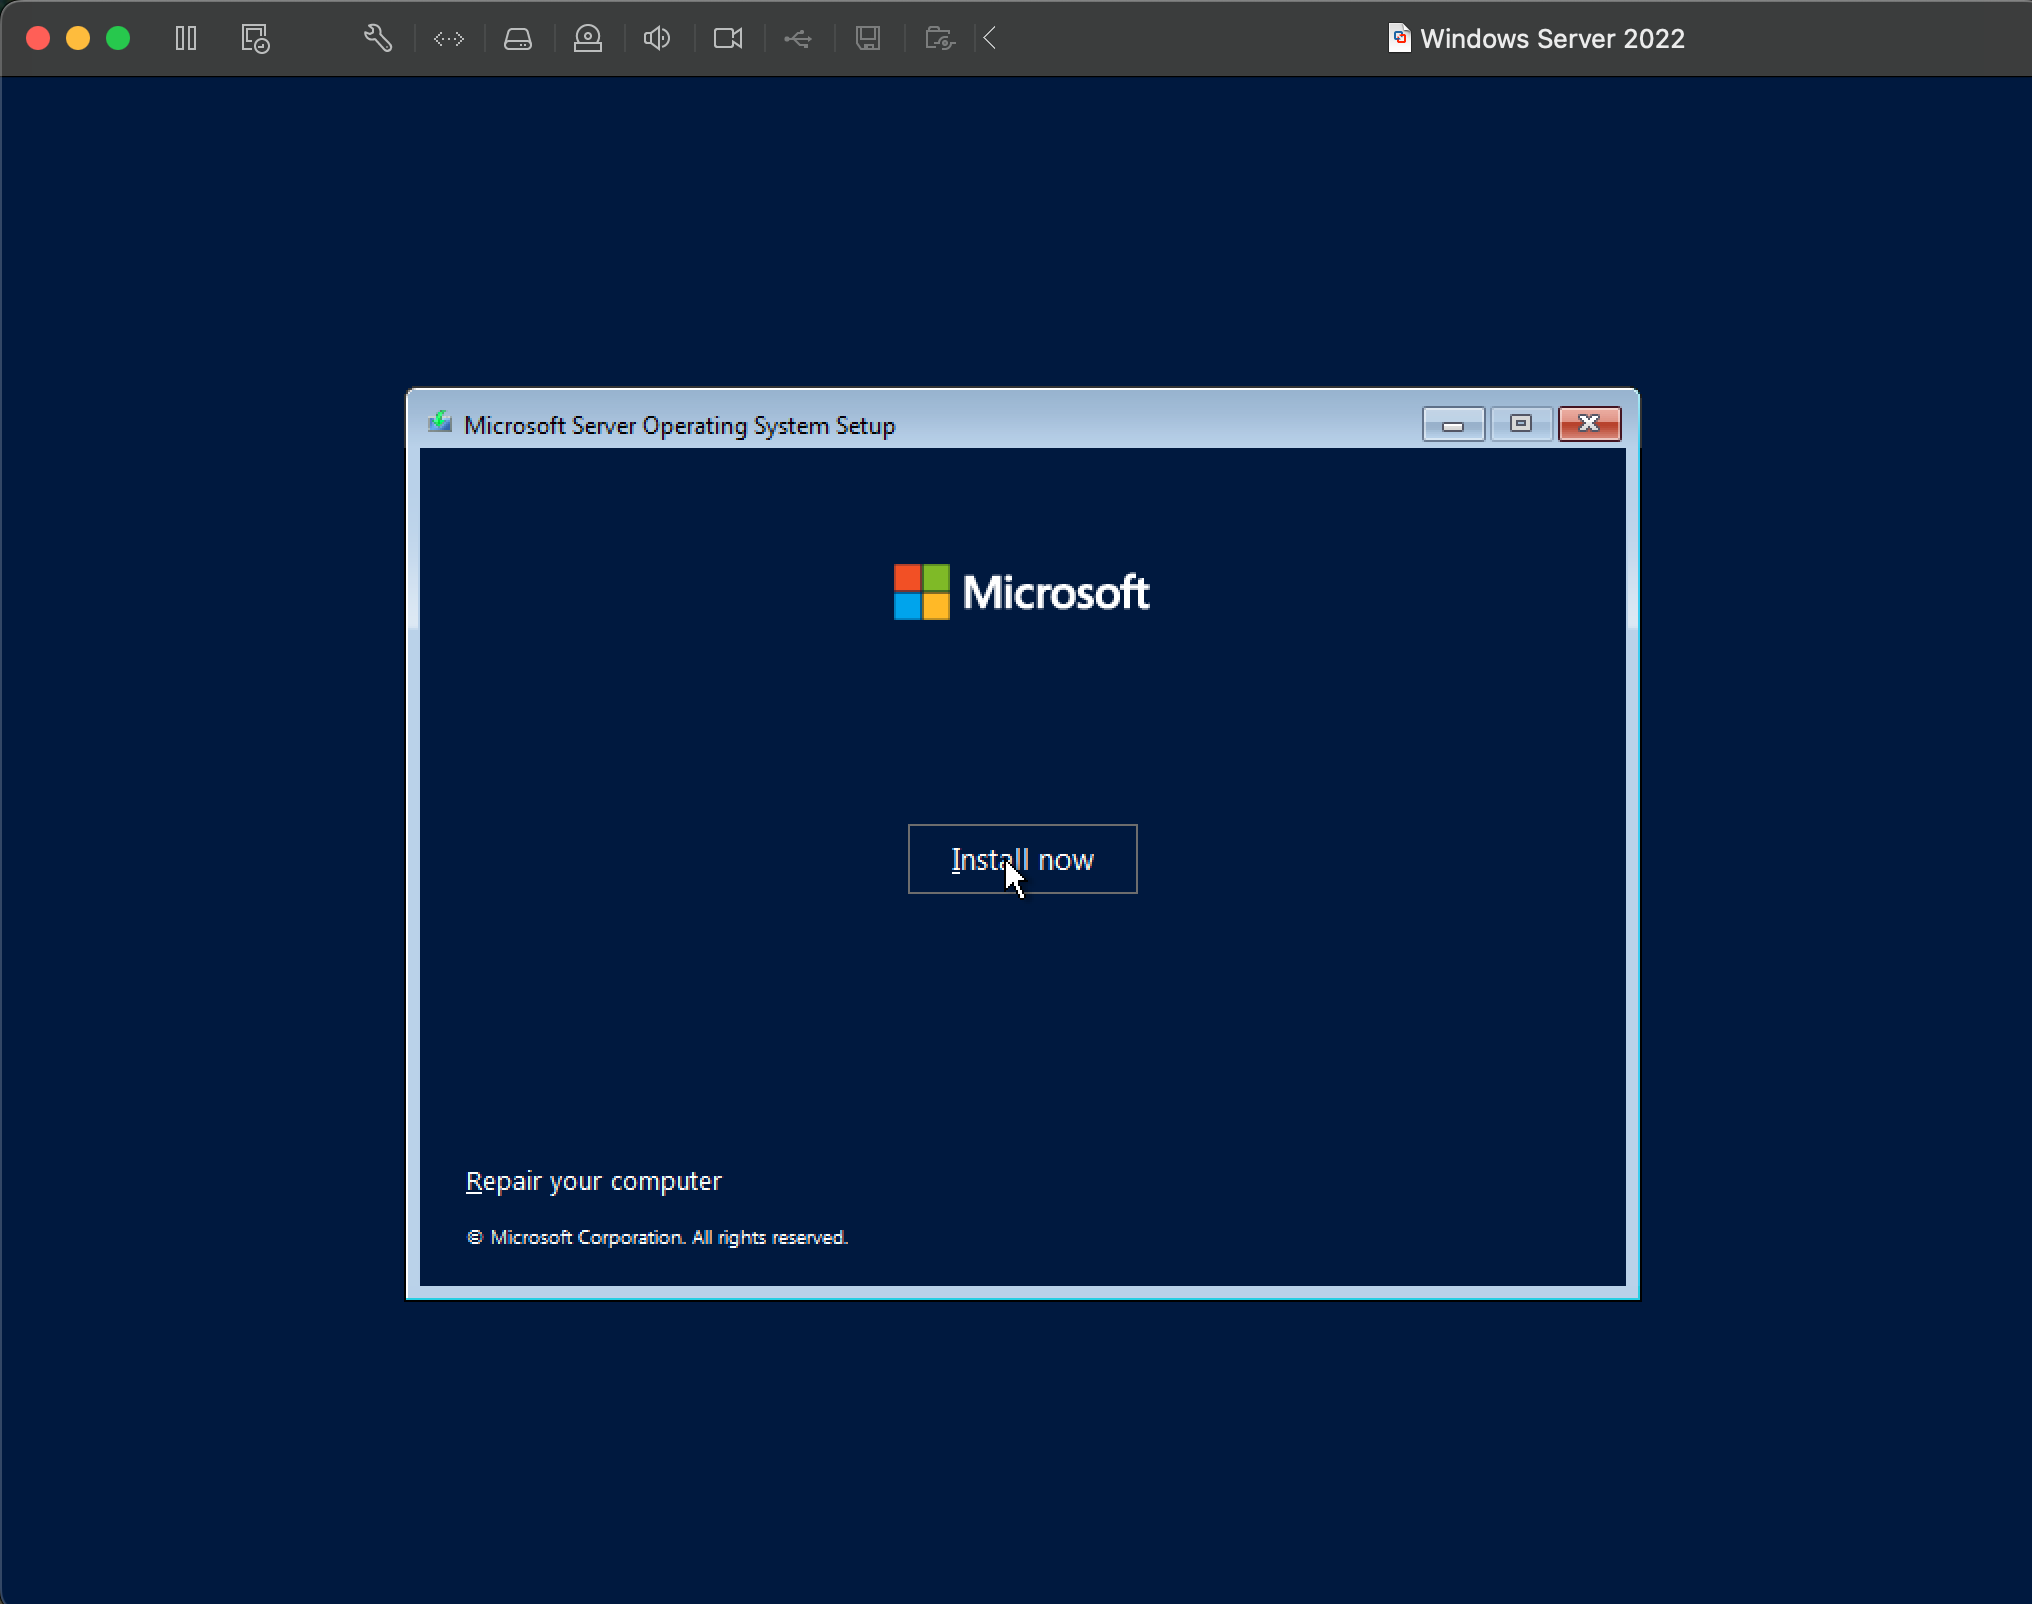 Windows Server 2022
Microsoft Server Operating System Setup
Microsoft
Install now
Repair your computer
© Microsoft Corporation. All rights reserved.